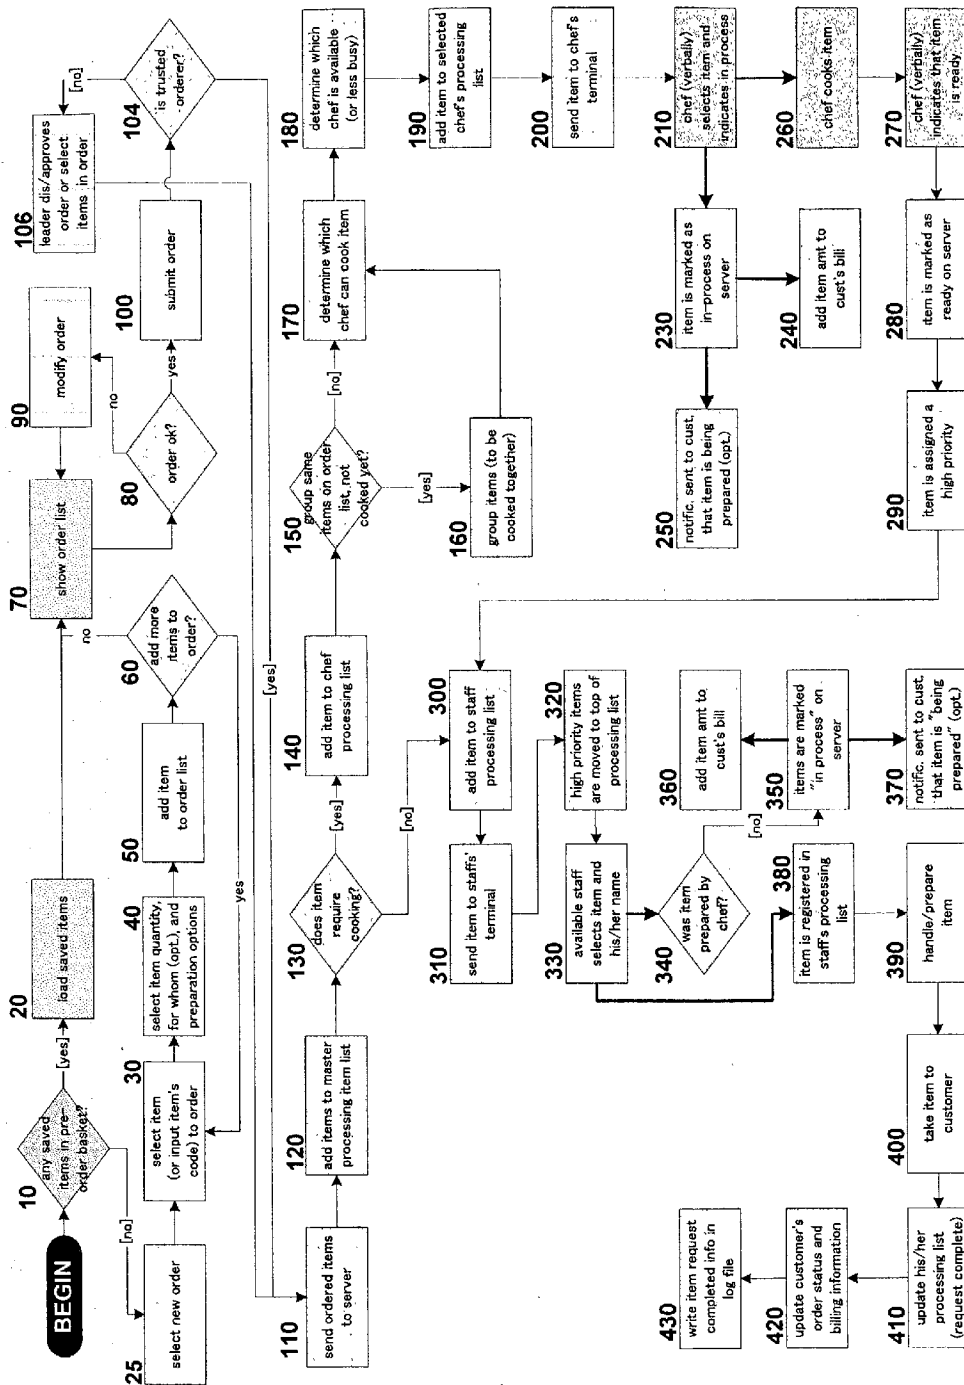 BEGIN
10
any saved
items in pre-
order basket?
[yes]
[no]
20
load saved items
25
select new order
30
select item
(or input item's
code) to order
40
select item quantity,
for whom (opt.), and
preparation options
50
add item
to order list
60
add more
items to
order?
no
yes
70
show order list
80
order ok?
no
yes
90
modify order
100
submit order
104
is trusted
orderer?
[no]
[yes]
106
leader dis/approves
order or select
items in order
110
send ordered items
to server
120
add items to master
processing item list
130
does item
require
cooking?
[yes]
[no]
140
add item to chef
processing list
150
group same
items on order
list, not
cooked yet?
[no]
[yes]
160
group items (to be
cooked together)
170
determine which
chef can cook item
180
determine which
chef is available
(or less busy)
190
add item to selected
chef's processing
list
200
send item to chef's
terminal
210
chef (verbally)
selects item and
indicates in process
230
item is marked as
in-process on
server
240
add item amt to
cust's bill
250
notific. sent to cust,
that item is being
prepared (opt.)
260
chef cooks item
270
chef (verbally)
indicates that item
is ready
280
item is marked as
ready on server
290
item is assigned a
high priority
300
add item to staff
processing list
310
send item to staffs'
terminal
320
high priority items
are moved to top of
processing list
330
available staff
selects item and
his/her name
340
was item
prepared by
chef?
[no]
350
items are marked
"in process" on
server
360
add item amt to
cust's bill
370
notific. sent to cust,
that item is "being
prepared" (opt.)
380
item is registered in
staff's processing
list
390
handle/prepare
item
400
take item to
customer
410
update his/her
processing list
(request complete)
420
update customer's
order status and
billing information
430
write item request
completed info in
log file